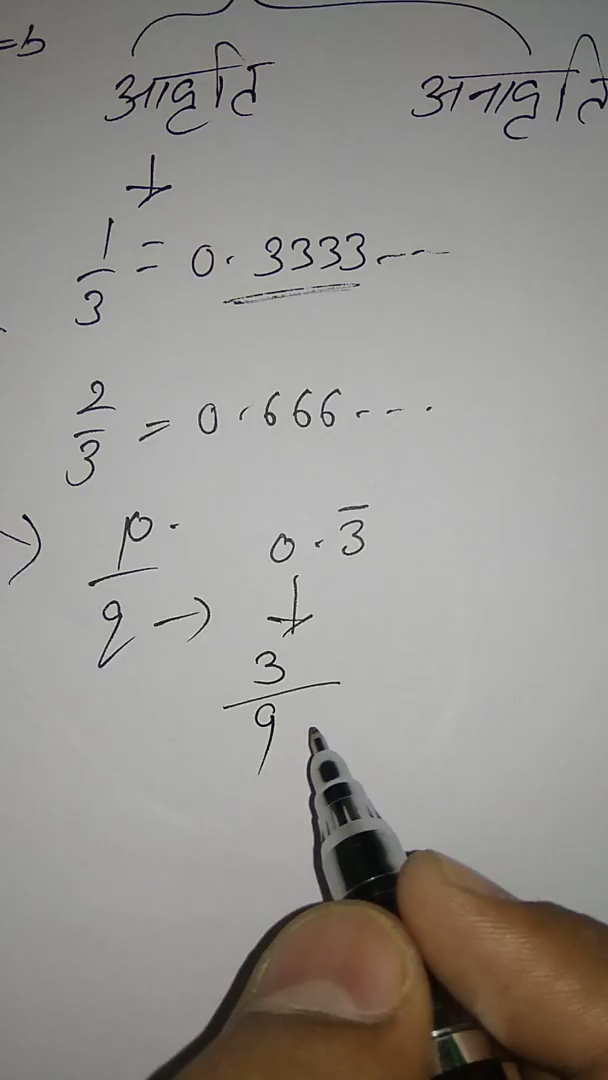 =b
आवृति अनावृति
1/3 = 0.3333---
2/3 = 0.666---.
→ p/q → 0.3̅
3/9